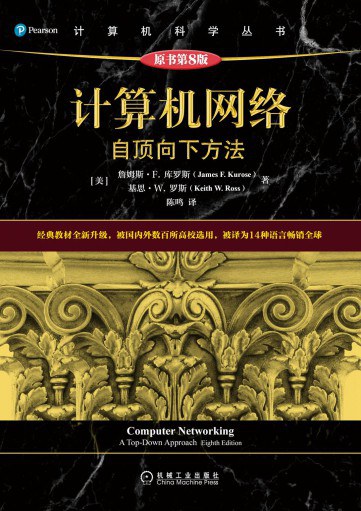 Pearson
计算机科学丛书
原书第8版
计算机网络
自顶向下方法
[美] 詹姆斯·F. 库罗斯(James F. Kurose)
基思·W. 罗斯(Keith W. Ross) 著
陈鸣 译
经典教材全新升级,被国内外数百所高校选用,被译为14种语言畅销全球
Computer Networking
A Top-Down Approach Eighth Edition
机械工业出版社
China Machine Press